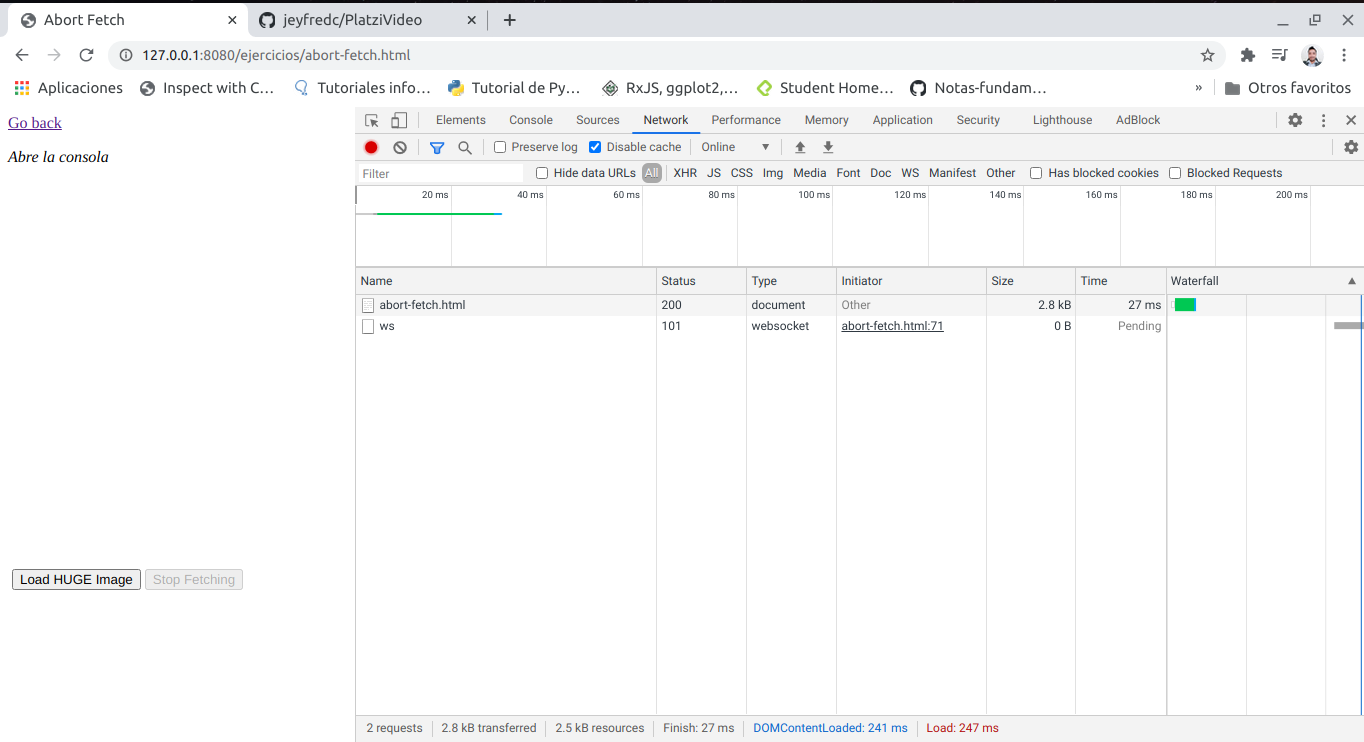 Abort Fetch
jeyfredc/PlatziVideo
127.0.0.1:8080/ejercicios/abort-fetch.html
Aplicaciones Inspect with C… Tutoriales info… Tutorial de Py… RxJS, ggplot2,… Student Home… Notas-fundam… » Otros favoritos
Go back
Abre la consola
Load HUGE Image Stop Fetching
Elements Console Sources Network Performance Memory Application Security Lighthouse AdBlock
Preserve log Disable cache Online
Filter Hide data URLs All XHR JS CSS Img Media Font Doc WS Manifest Other Has blocked cookies Blocked Requests
20 ms 40 ms 60 ms 80 ms 100 ms 120 ms 140 ms 160 ms 180 ms 200 ms
Name Status Type Initiator Size Time Waterfall
abort-fetch.html 200 document Other 2.8 kB 27 ms
ws 101 websocket abort-fetch.html:71 0 B Pending
2 requests 2.8 kB transferred 2.5 kB resources Finish: 27 ms DOMContentLoaded: 241 ms Load: 247 ms